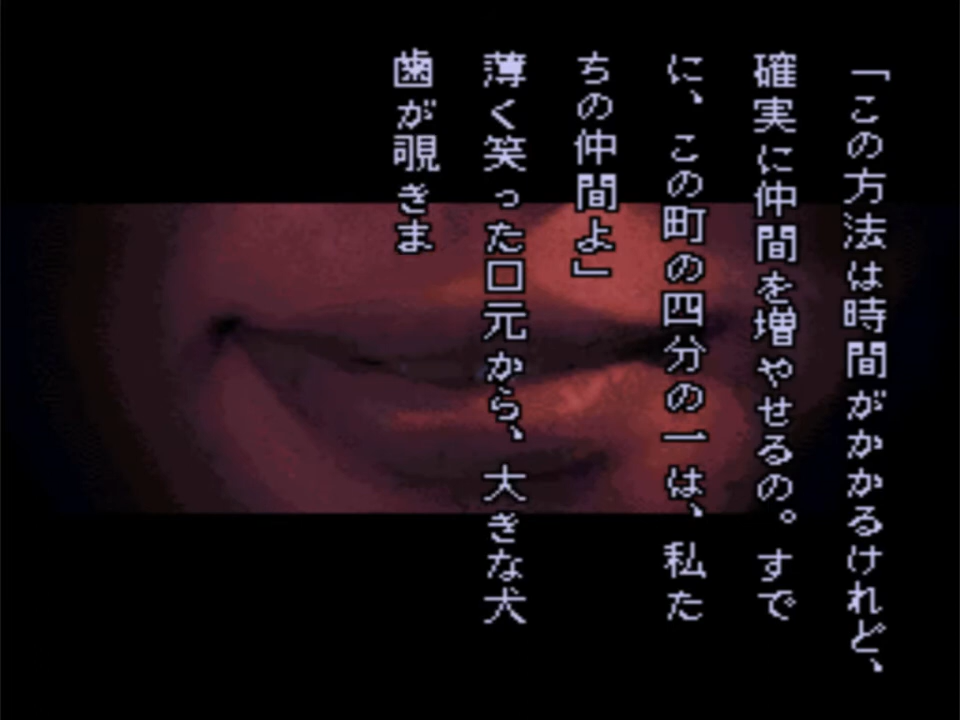 「この方法は時間がかかるけれど、
確実に仲間を増やせるの。すで
に、この町の四分の一は、私た
ちの仲間よ」
薄く笑った口元から、大きな犬
歯が覗きま